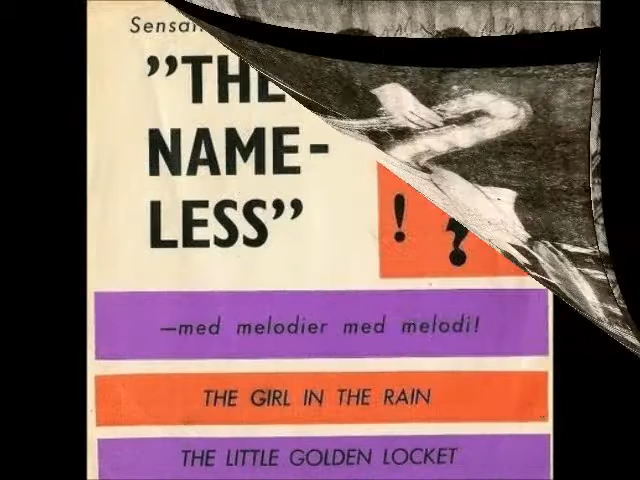 ”THE
NAME-
LESS”
! ?
—med melodier med melodi!
THE GIRL IN THE RAIN
THE LITTLE GOLDEN LOCKET